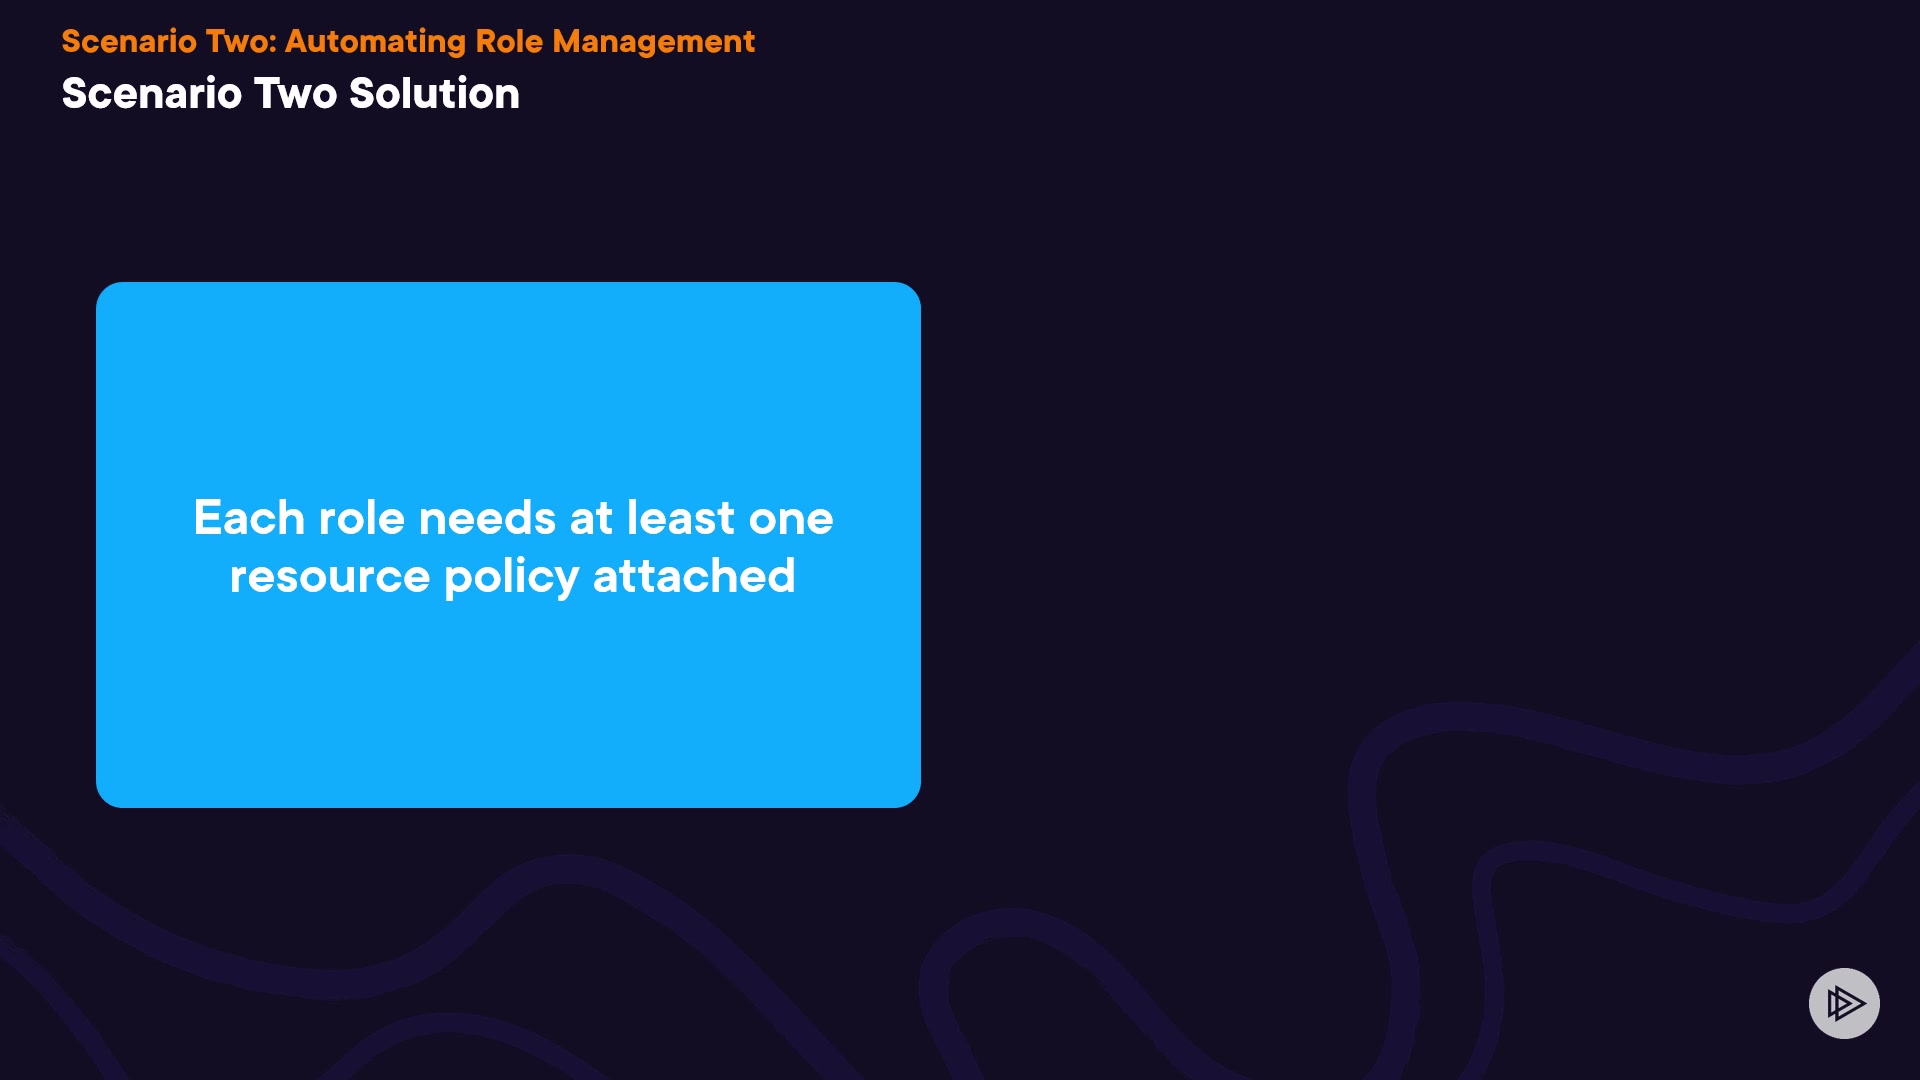 Scenario Two: Automating Role Management
Scenario Two Solution
Each role needs at least one
resource policy attached